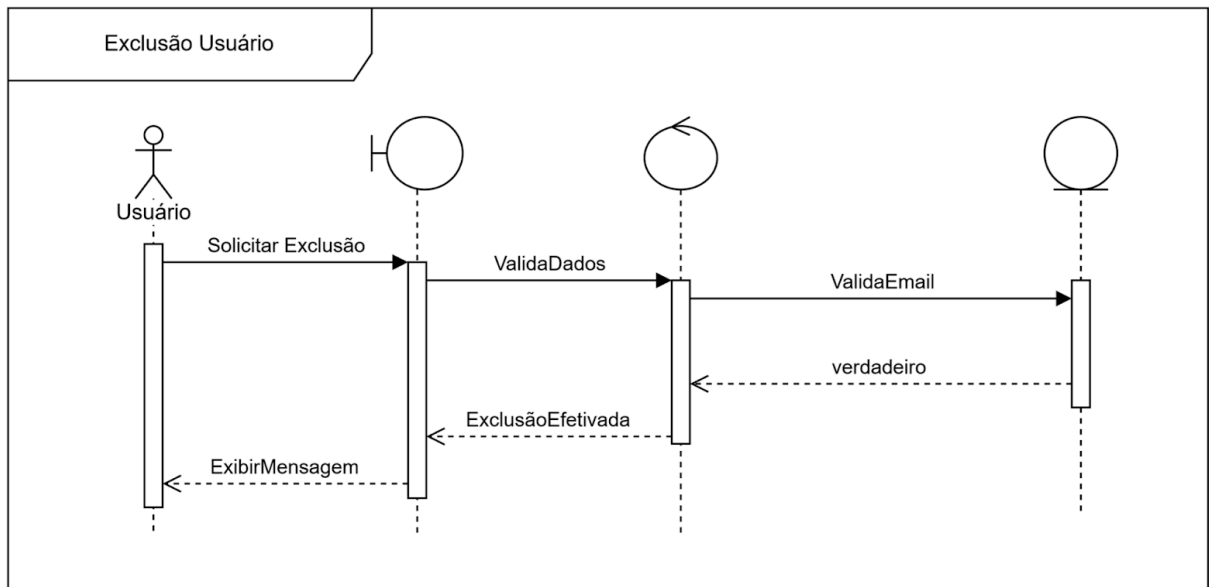 Exclusão Usuário
Usuário
Solicitar Exclusão
ValidaDados
ValidaEmail
verdadeiro
ExclusãoEfetivada
ExibirMensagem